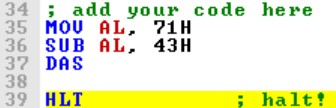 34 ; add your code here
35 MOV AL, 71H
36 SUB AL, 43H
37 DAS
38
39 HLT ; halt!